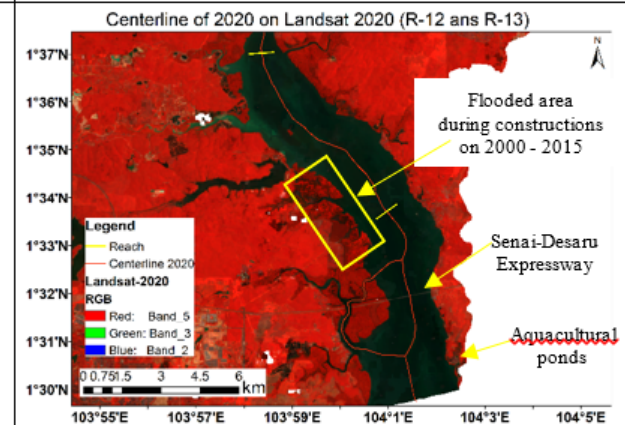 Centerline of 2020 on Landsat 2020 (R-12 ans R-13)
N
1°37'N
1°36'N
1°35'N
1°34'N
1°33'N
1°32'N
1°31'N
1°30'N
Flooded area
during constructions
on 2000 - 2015
Senai-Desaru
Expressway
Aquacultural
ponds
Legend
Reach
Centerline 2020
Landsat-2020
RGB
Red: Band_5
Green: Band_3
Blue: Band_2
0 0.751.5 3 4.5 6
km
103°55'E 103°57'E 103°59'E 104°1'E 104°3'E 104°5'E